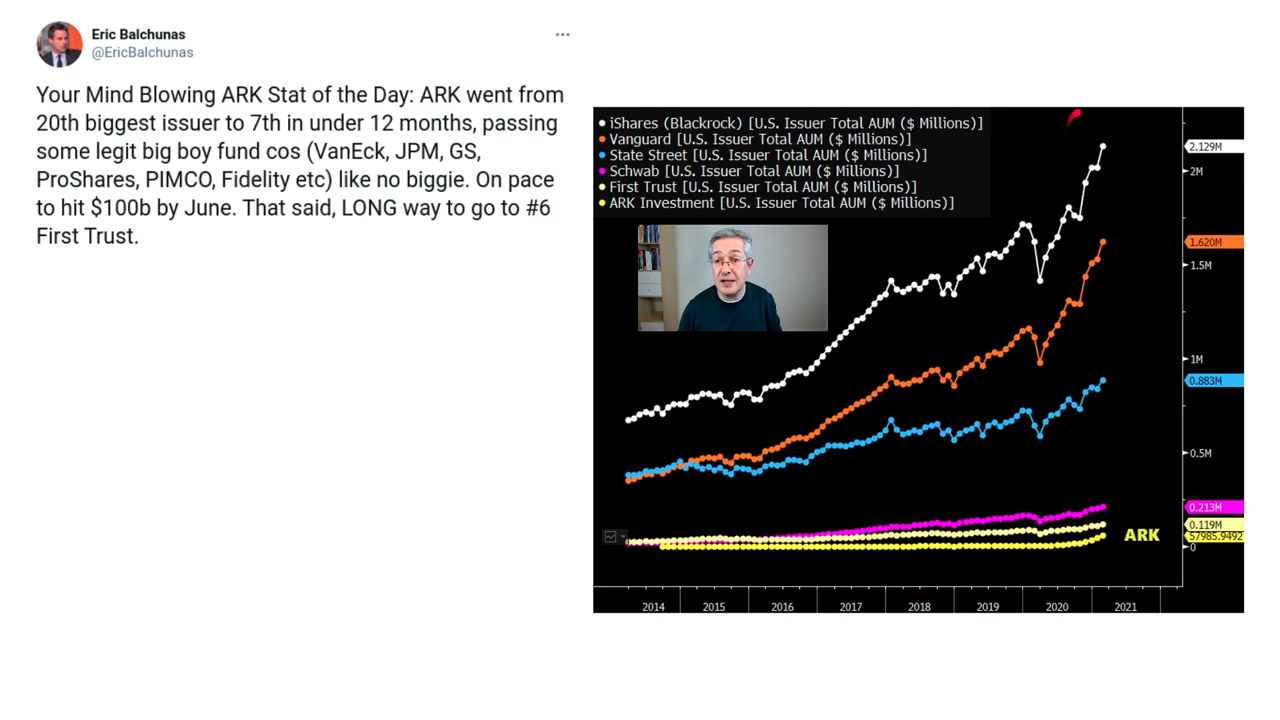 Eric Balchunas
@EricBalchunas
Your Mind Blowing ARK Stat of the Day: ARK went from
20th biggest issuer to 7th in under 12 months, passing
some legit big boy fund cos (VanEck, JPM, GS,
ProShares, PIMCO, Fidelity etc) like no biggie. On pace
to hit $100b by June. That said, LONG way to go to #6
First Trust.
iShares (Blackrock) [U.S. Issuer Total AUM ($ Millions)]
Vanguard [U.S. Issuer Total AUM ($ Millions)]
State Street [U.S. Issuer Total AUM ($ Millions)]
Schwab [U.S. Issuer Total AUM ($ Millions)]
First Trust [U.S. Issuer Total AUM ($ Millions)]
ARK Investment [U.S. Issuer Total AUM ($ Millions)]
2.129M
2M
1.620M
1.5M
1M
0.883M
0.5M
0.213M
0.119M
57985.9492
0
ARK
2014 2015 2016 2017 2018 2019 2020 2021